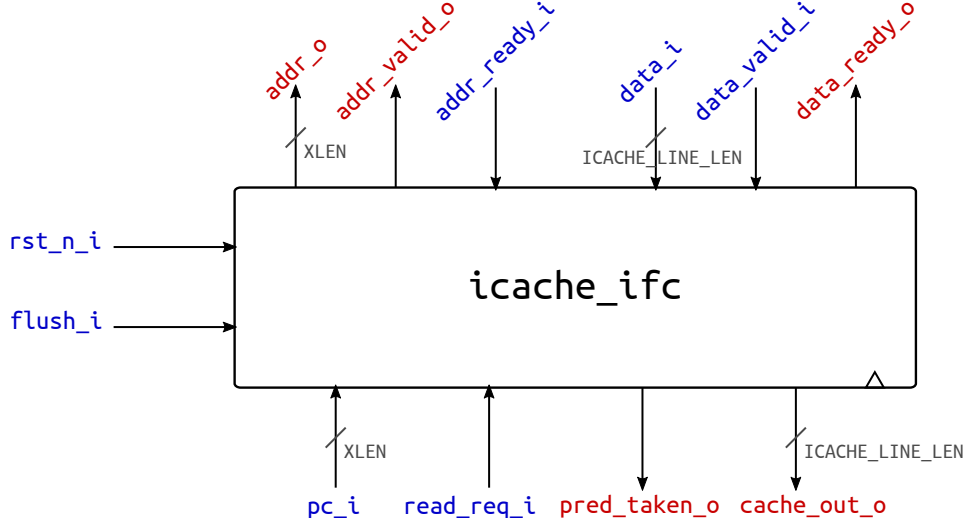 addr_o
addr_valid_o
addr_ready_i
data_i
data_valid_i
data_ready_o
XLEN
ICACHE_LINE_LEN
rst_n_i
icache_ifc
flush_i
XLEN
ICACHE_LINE_LEN
pc_i
read_req_i
pred_taken_o
cache_out_o